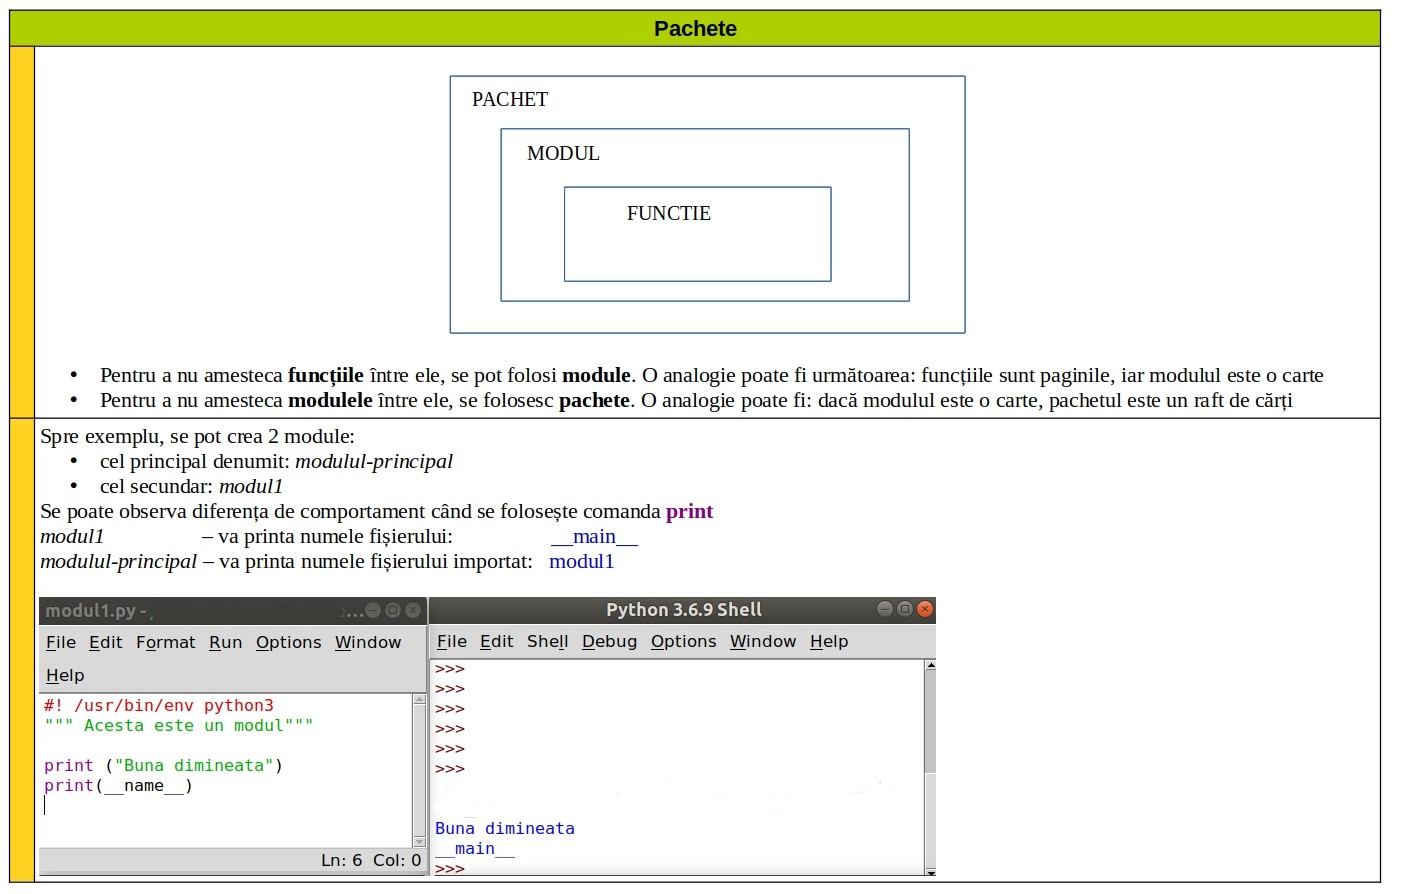 Pachete
PACHET
MODUL
FUNCTIE
• Pentru a nu amesteca funcțiile între ele, se pot folosi module. O analogie poate fi următoarea: funcțiile sunt paginile, iar modulul este o carte
• Pentru a nu amesteca modulele între ele, se folosesc pachete. O analogie poate fi: dacă modulul este o carte, pachetul este un raft de cărți
Spre exemplu, se pot crea 2 module:
• cel principal denumit: modulul-principal
• cel secundar: modul1
Se poate observa diferența de comportament când se folosește comanda print
modul1 – va printa numele fișierului: __main__
modulul-principal – va printa numele fișierului importat: modul1
modul1.py -
File Edit Format Run Options Window
Help
#! /usr/bin/env python3
""" Acesta este un modul"""
print ("Buna dimineata")
print(__name__)
Ln: 6 Col: 0
Python 3.6.9 Shell
File Edit Shell Debug Options Window Help
>>>
>>>
>>>
>>>
>>>
>>>
Buna dimineata
__main__
>>>